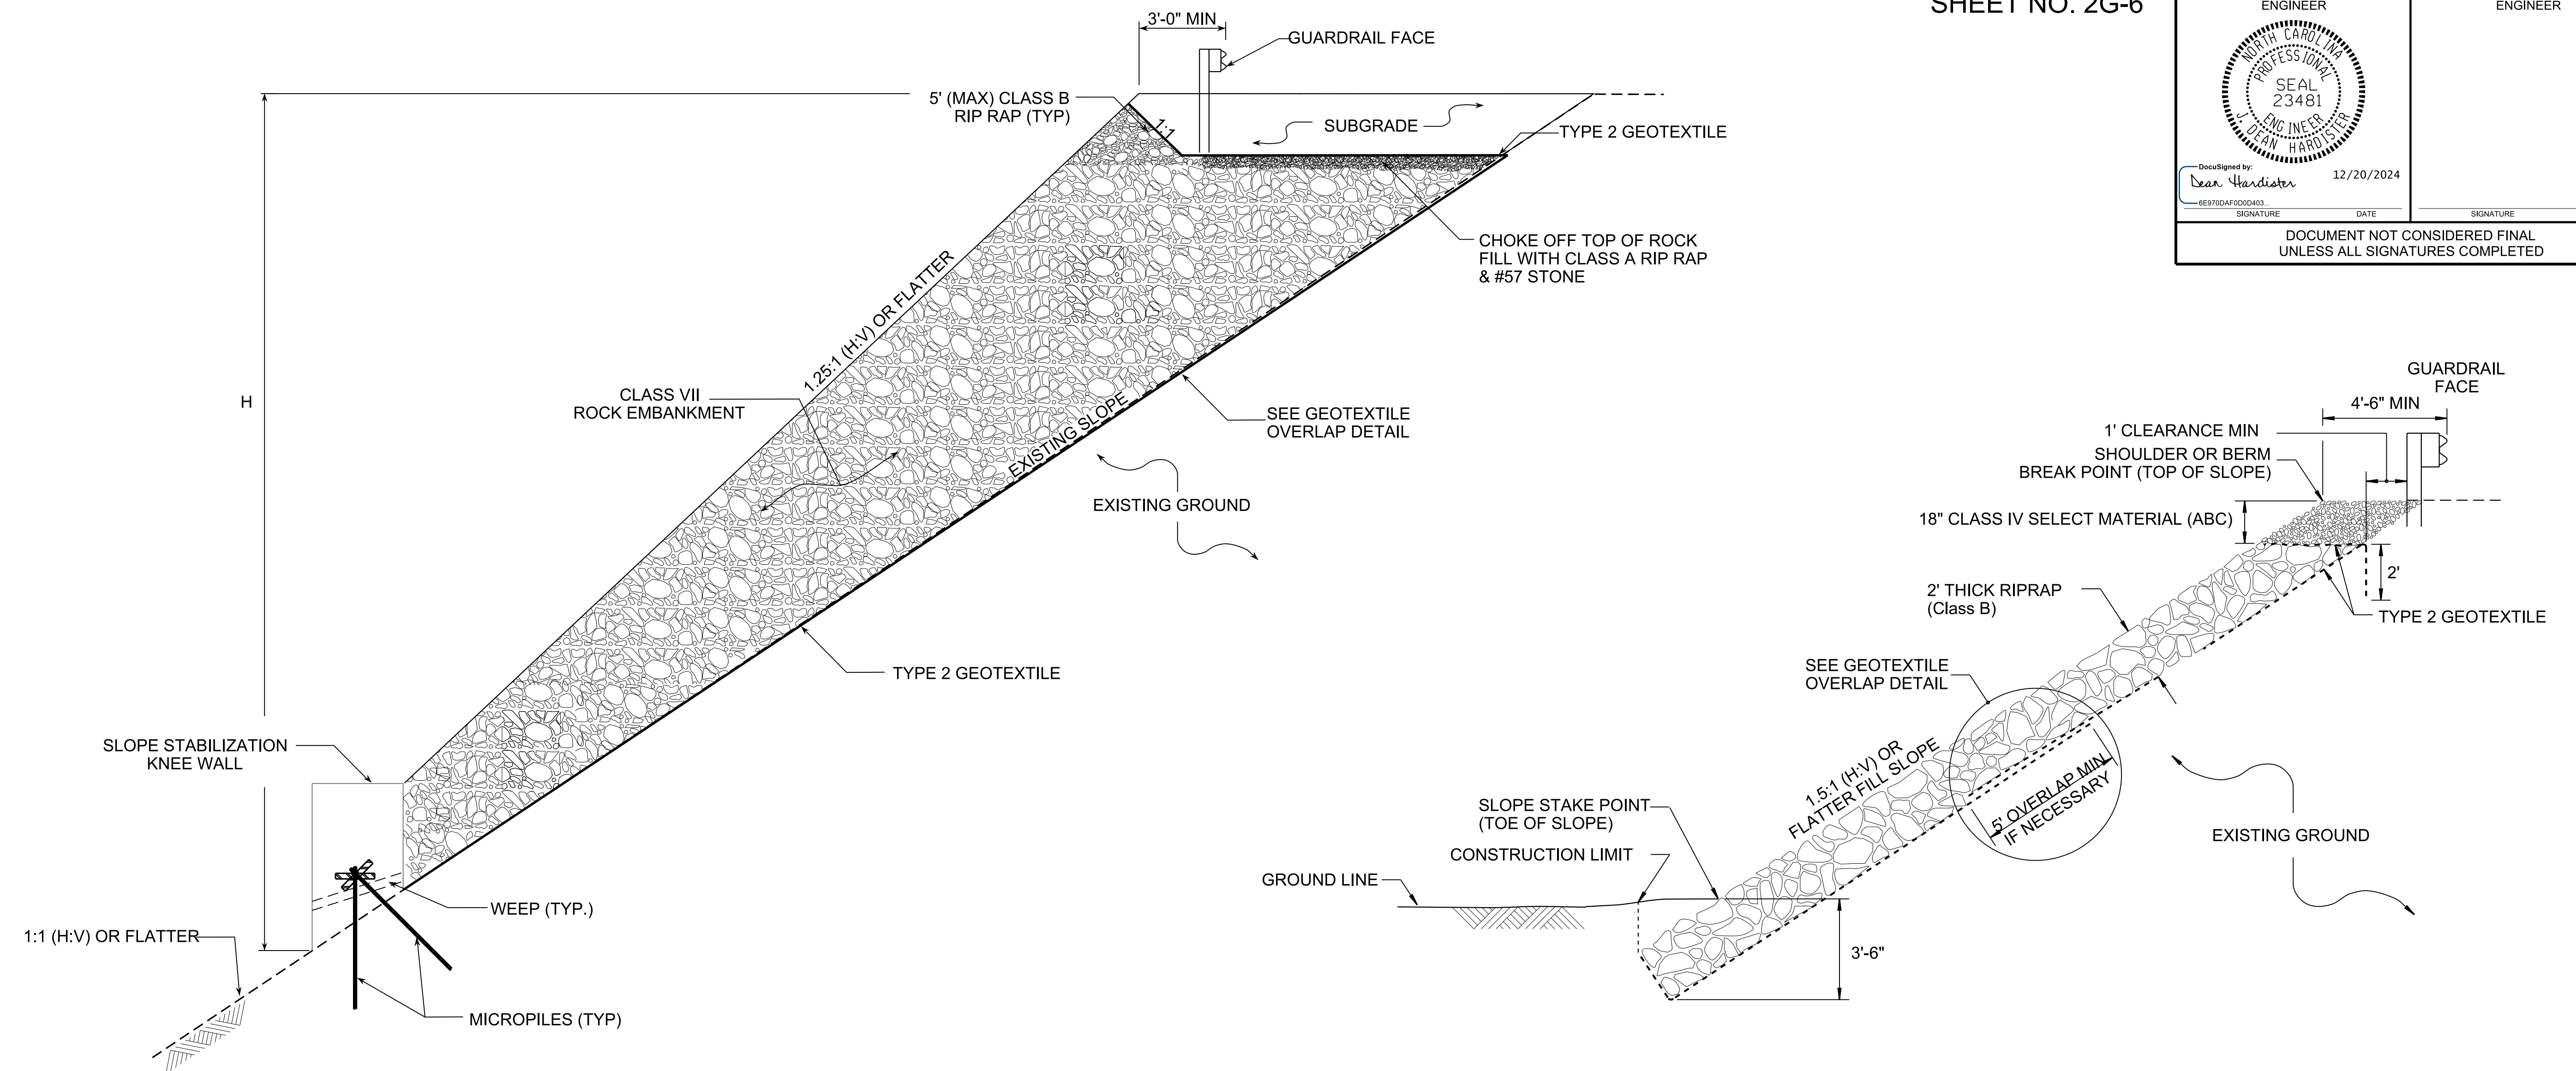 SHEET NO. 2G-6
ENGINEER
ENGINEER
NORTH CAROLINA
PROFESSIONAL
SEAL
23481
ENGINEER
J. DEAN HARDISTER
DocuSigned by:
Dean Hardister
12/20/2024
6E970DAF0D0D403...
SIGNATURE
DATE
SIGNATURE
DOCUMENT NOT CONSIDERED FINAL
UNLESS ALL SIGNATURES COMPLETED
3'-0" MIN
GUARDRAIL FACE
5' (MAX) CLASS B
RIP RAP (TYP)
1:1
SUBGRADE
TYPE 2 GEOTEXTILE
CHOKE OFF TOP OF ROCK
FILL WITH CLASS A RIP RAP
& #57 STONE
1.25:1 (H:V) OR FLATTER
H
CLASS VII
ROCK EMBANKMENT
EXISTING SLOPE
SEE GEOTEXTILE
OVERLAP DETAIL
EXISTING GROUND
TYPE 2 GEOTEXTILE
SLOPE STABILIZATION
KNEE WALL
WEEP (TYP.)
1:1 (H:V) OR FLATTER
MICROPILES (TYP)
GUARDRAIL
FACE
4'-6" MIN
1' CLEARANCE MIN
SHOULDER OR BERM
BREAK POINT (TOP OF SLOPE)
18" CLASS IV SELECT MATERIAL (ABC)
2'
2' THICK RIPRAP
(Class B)
TYPE 2 GEOTEXTILE
SEE GEOTEXTILE
OVERLAP DETAIL
1.5:1 (H:V) OR
FLATTER FILL SLOPE
5' OVERLAP MIN
IF NECESSARY
SLOPE STAKE POINT
(TOE OF SLOPE)
CONSTRUCTION LIMIT
GROUND LINE
EXISTING GROUND
3'-6"